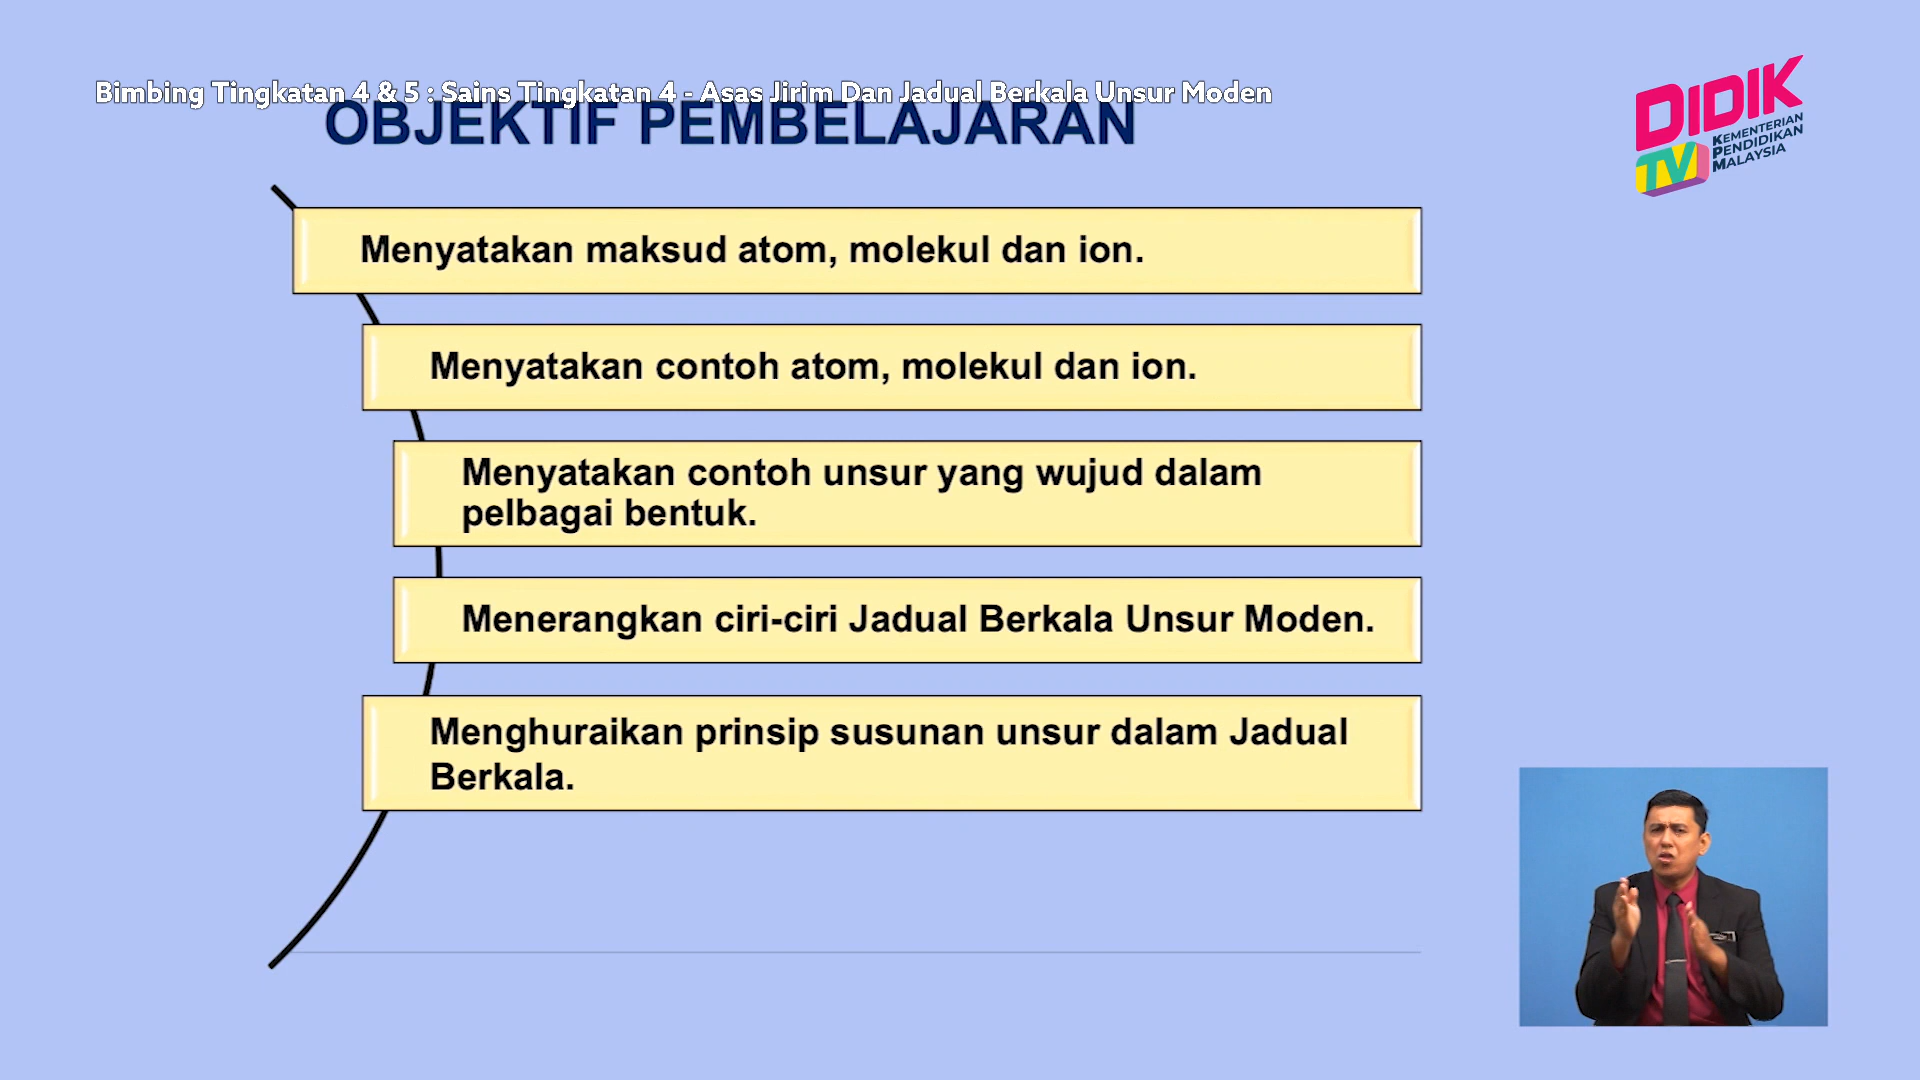 Bimbing Tingkatan 4 & 5 : Sains Tingkatan 4 - Asas Jirim Dan Jadual Berkala Unsur Moden
OBJEKTIF PEMBELAJARAN
DIDIK
TV
KEMENTERIAN
PENDIDIKAN
MALAYSIA
Menyatakan maksud atom, molekul dan ion.
Menyatakan contoh atom, molekul dan ion.
Menyatakan contoh unsur yang wujud dalam
pelbagai bentuk.
Menerangkan ciri-ciri Jadual Berkala Unsur Moden.
Menghuraikan prinsip susunan unsur dalam Jadual
Berkala.